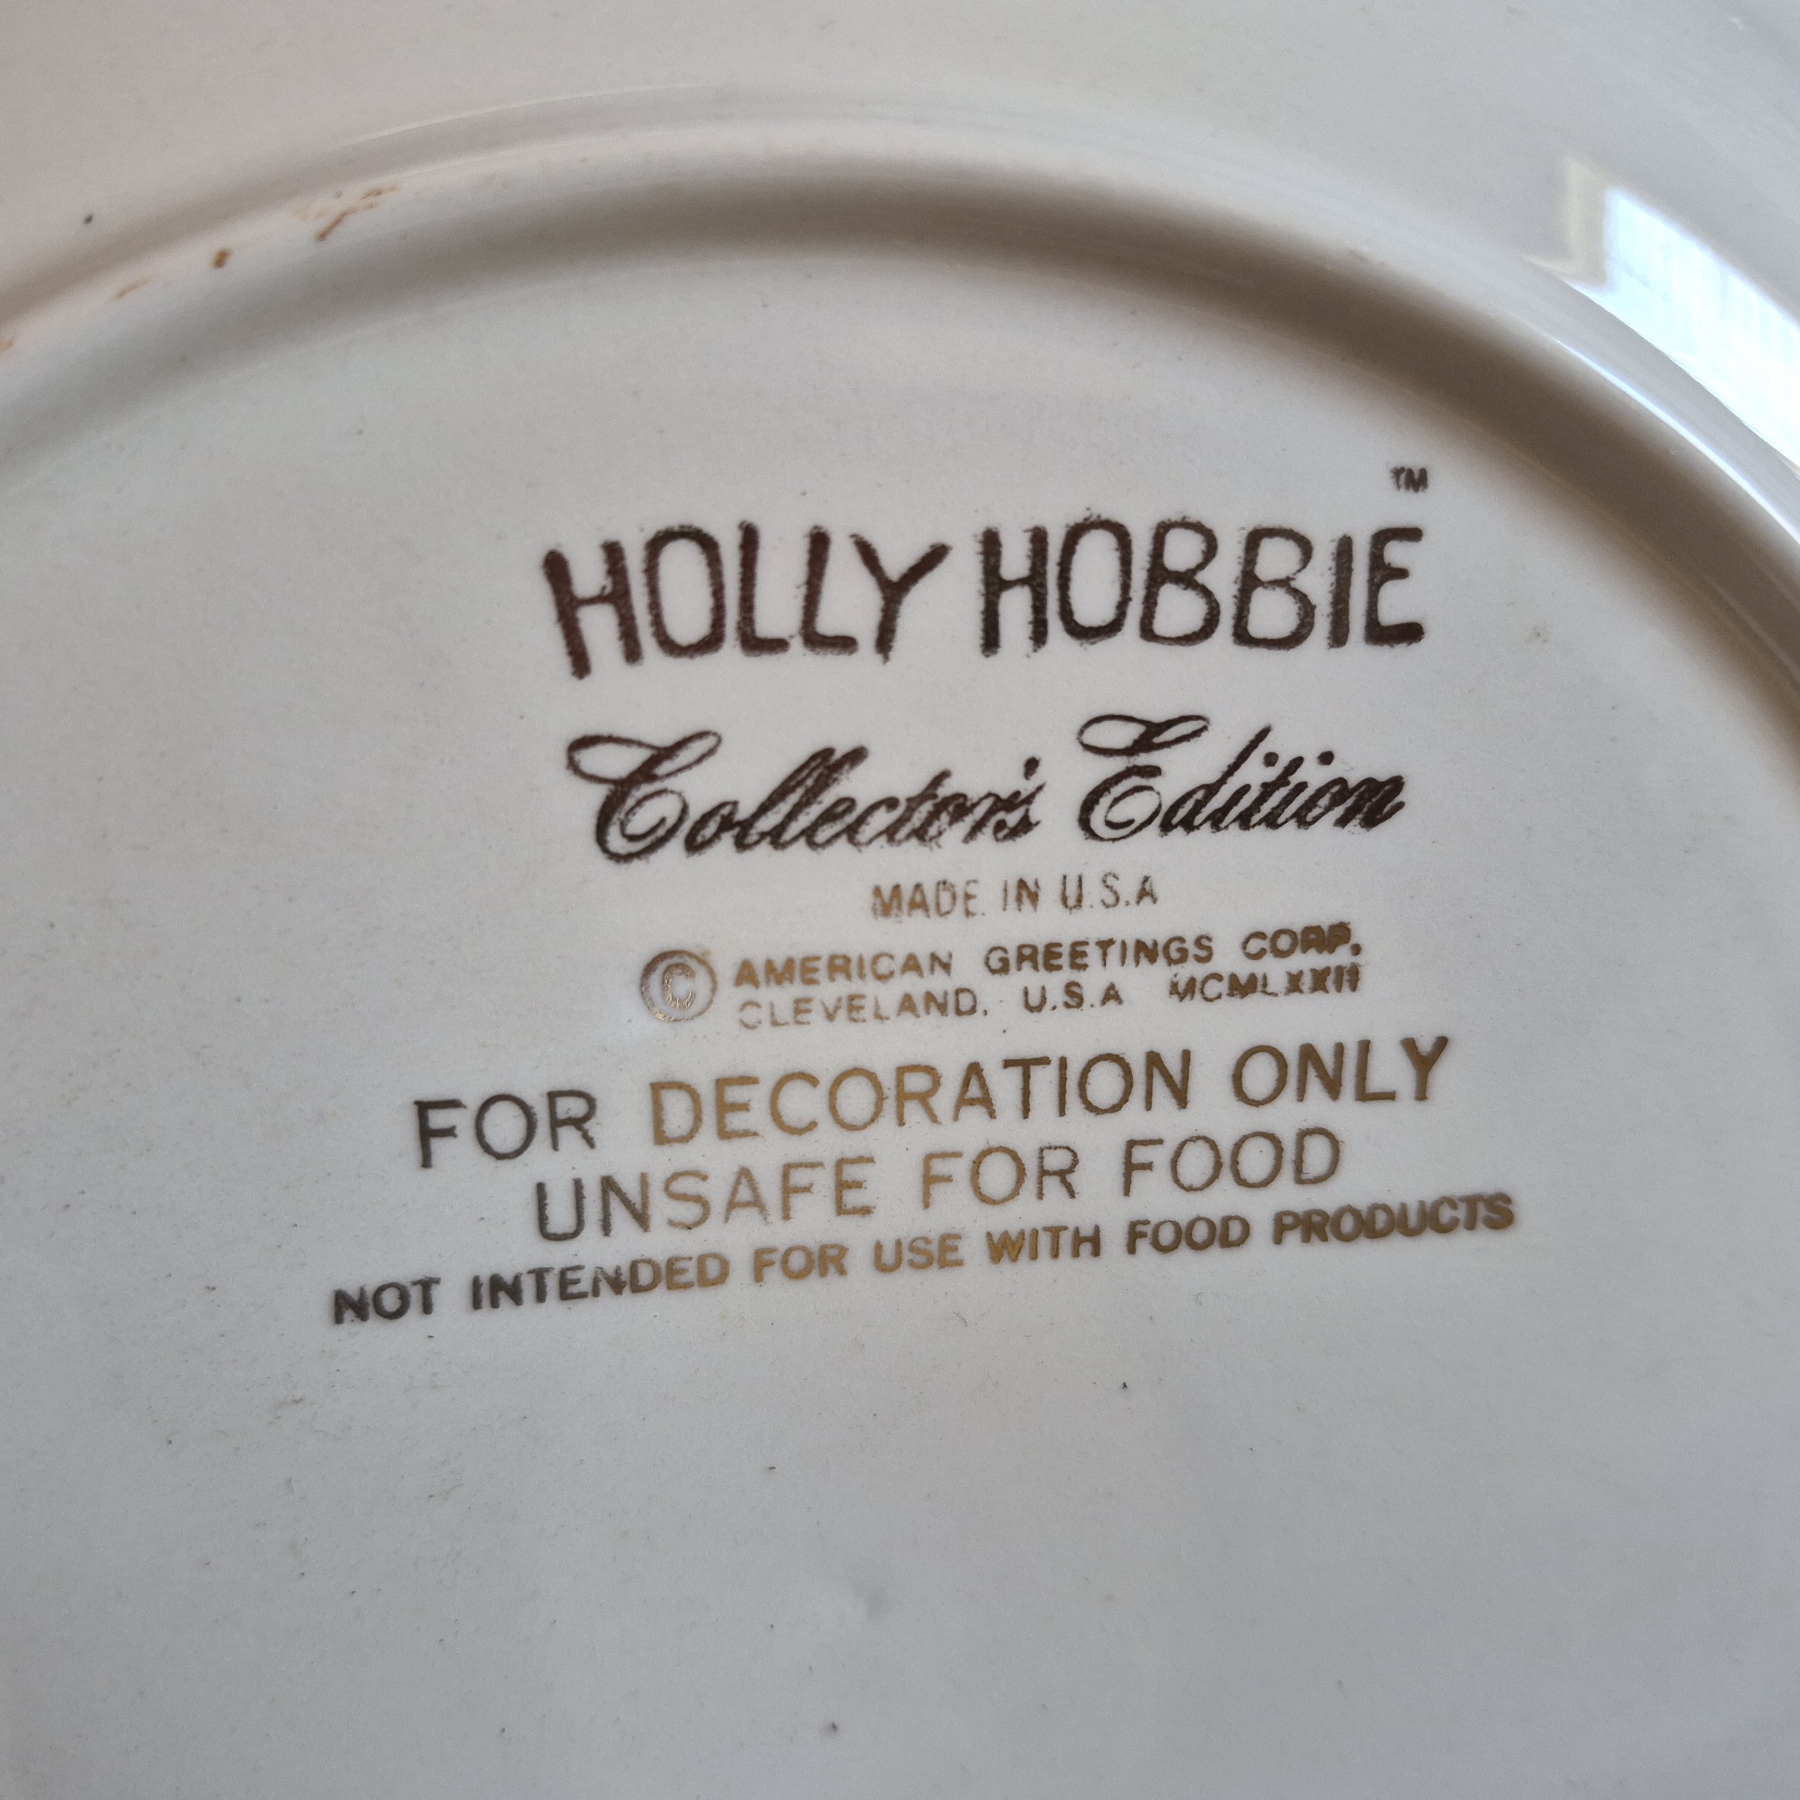 TM
HOLLY HOBBIE
Collector's Edition
MADE IN U.S.A
© AMERICAN GREETINGS CORP.
CLEVELAND, U.S.A MCMLXXII
FOR DECORATION ONLY
UNSAFE FOR FOOD
NOT INTENDED FOR USE WITH FOOD PRODUCTS